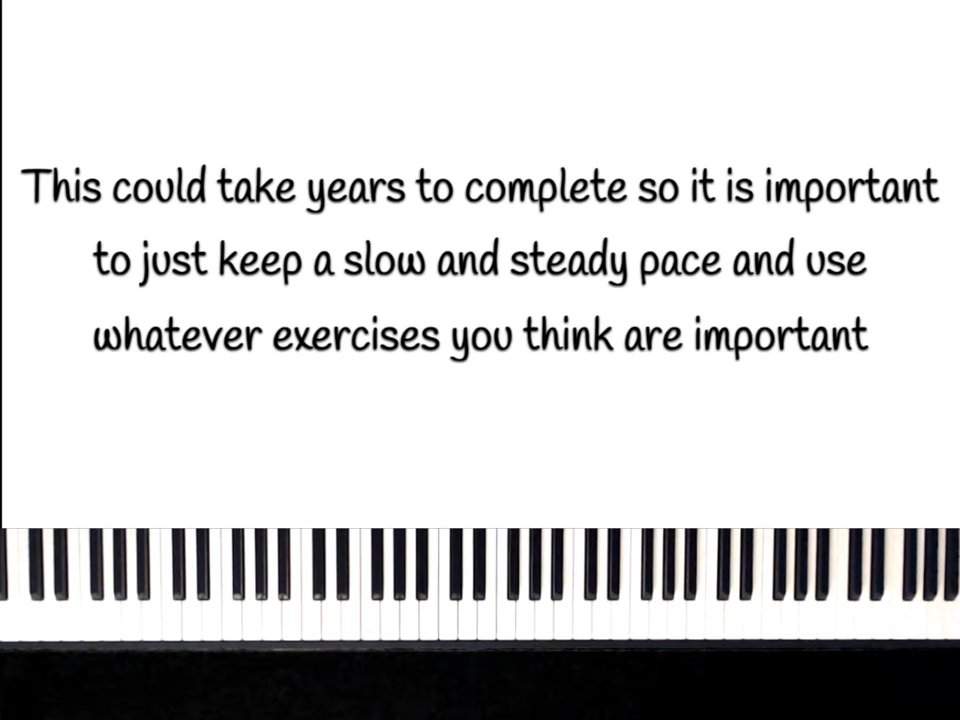 This could take years to complete so it is important
to just keep a slow and steady pace and use
whatever exercises you think are important